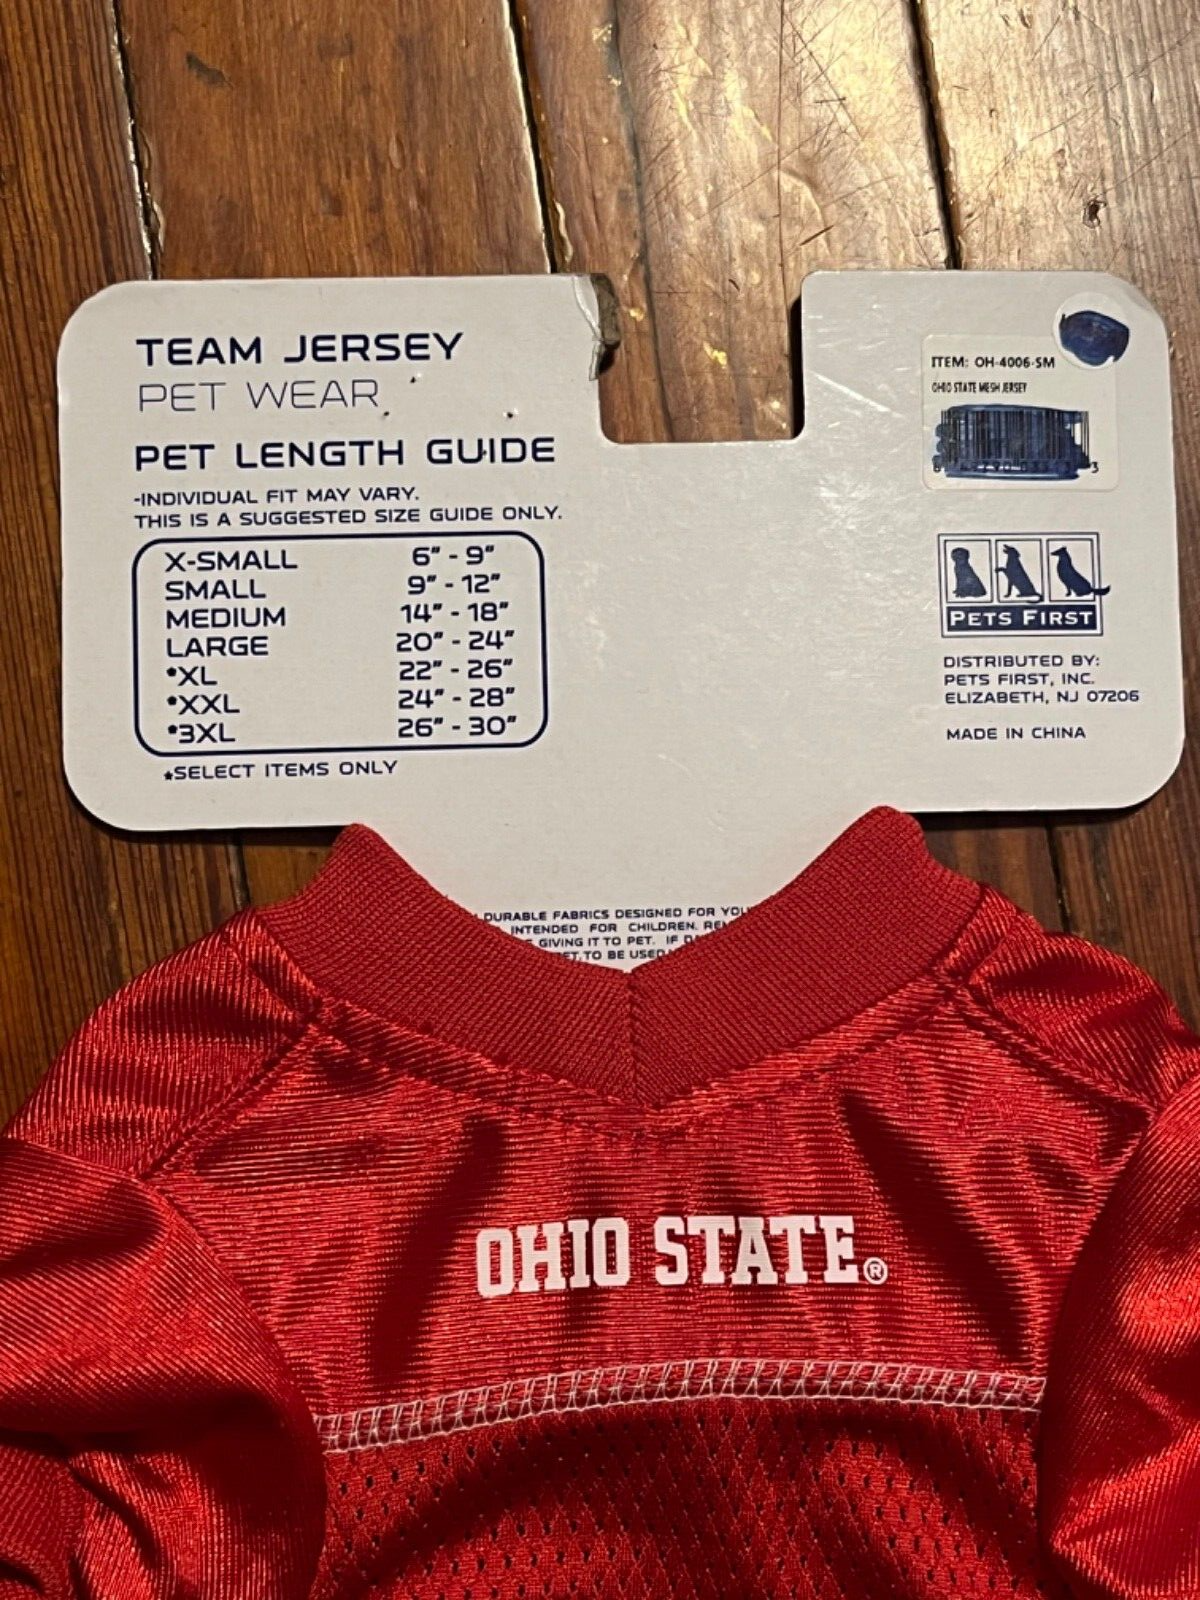 TEAM JERSEY
PET WEAR
PET LENGTH GUIDE
-INDIVIDUAL FIT MAY VARY.
THIS IS A SUGGESTED SIZE GUIDE ONLY.
X-SMALL 6" - 9"
SMALL 9" - 12"
MEDIUM 14" - 18"
LARGE 20" - 24"
*XL 22" - 26"
*XXL 24" - 28"
*3XL 26" - 30"
*SELECT ITEMS ONLY
ITEM: OH-4006-SM
OHIO STATE MESH JERSEY
PETS FIRST
DISTRIBUTED BY:
PETS FIRST, INC.
ELIZABETH, NJ 07206
MADE IN CHINA
DURABLE FABRICS DESIGNED FOR
INTENDED FOR CHILDREN.
GIVING IT TO PET. IF
TO BE USED
OHIO STATE®